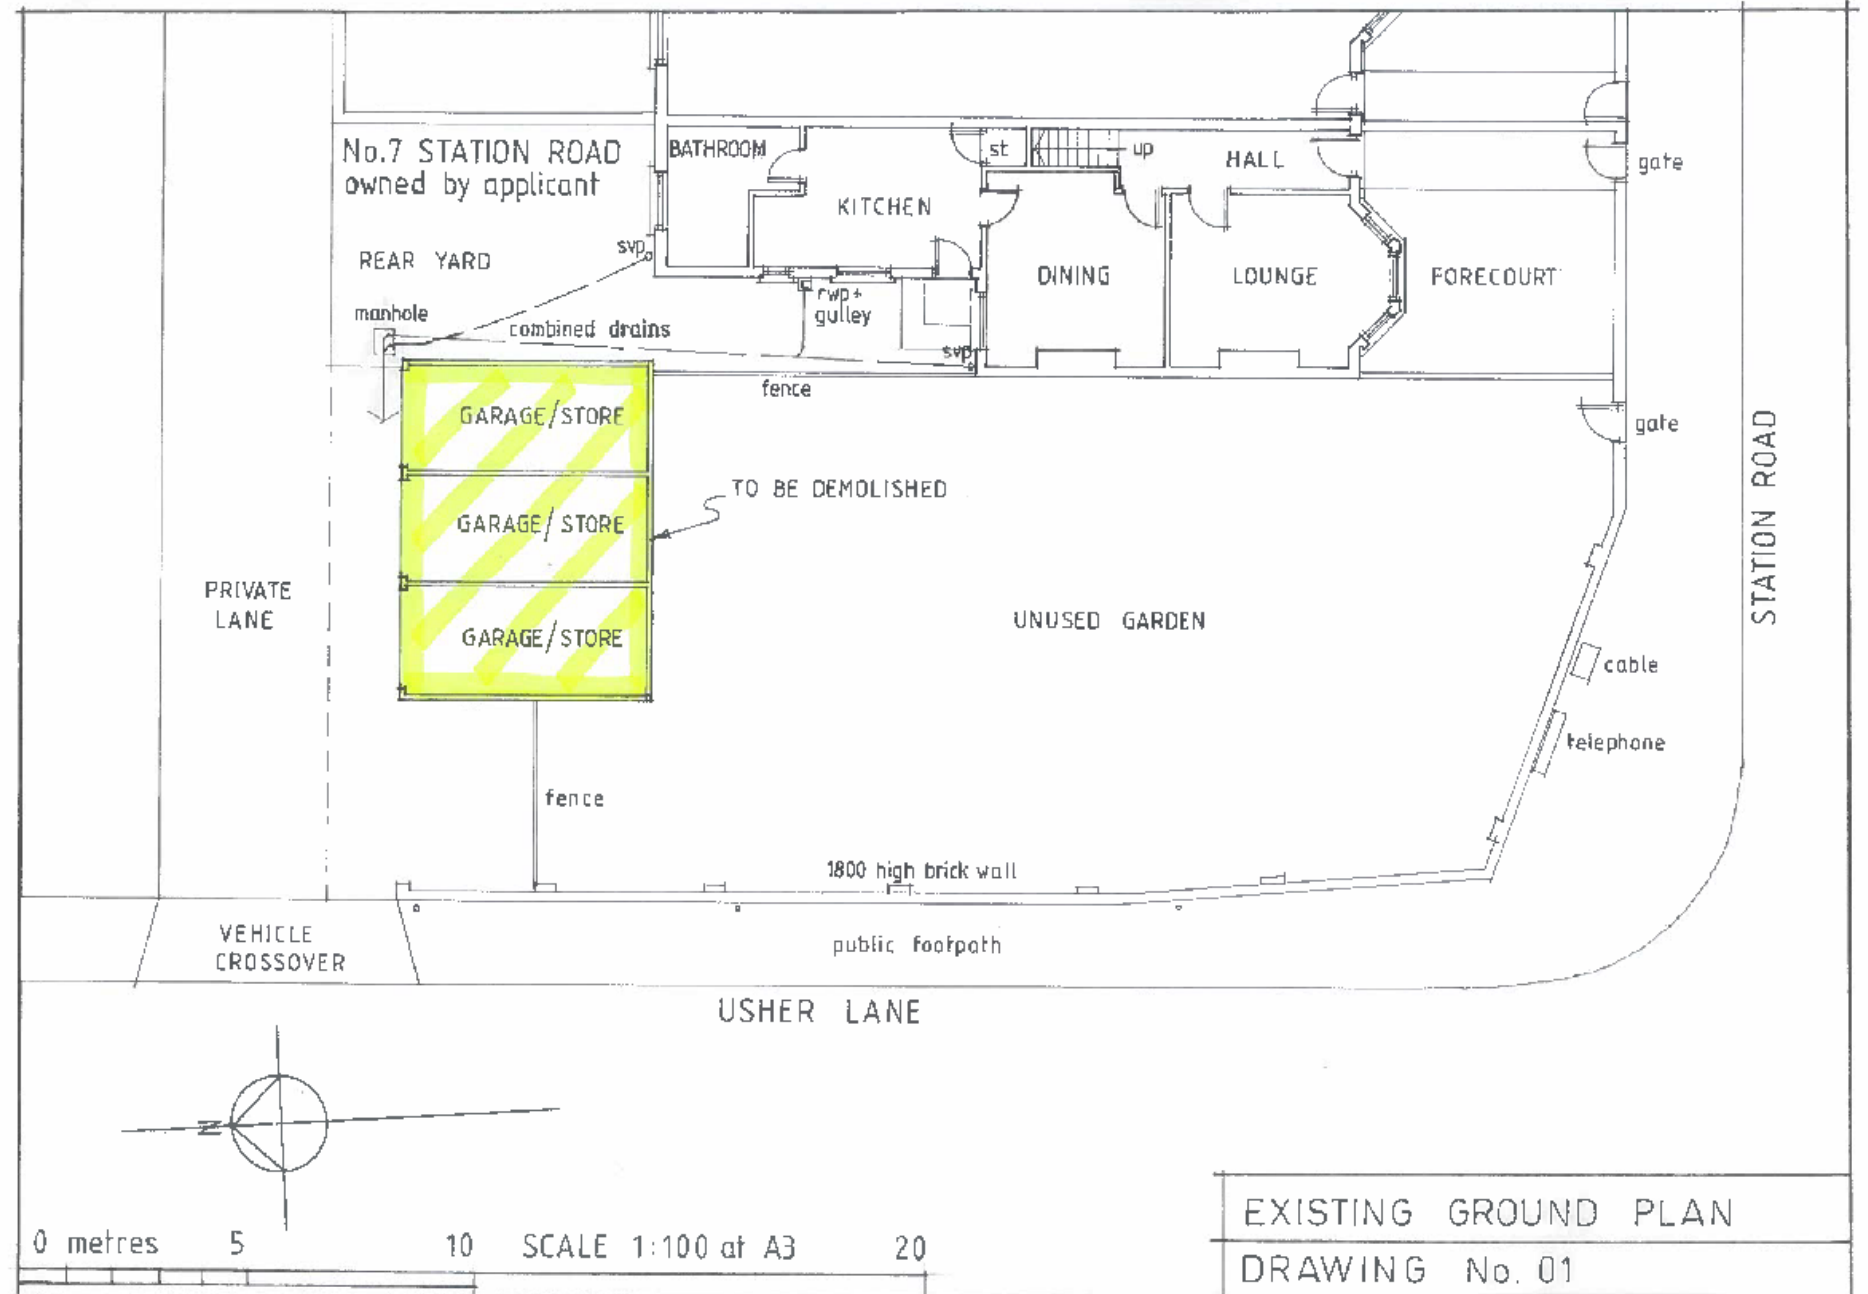 No.7 STATION ROAD
owned by applicant
BATHROOM
st
up
HALL
gate
KITCHEN
REAR YARD
svp
DINING
LOUNGE
FORECOURT
rwp+
gulley
manhole
combined drains
svp
fence
GARAGE/STORE
gate
TO BE DEMOLISHED
GARAGE/STORE
STATION ROAD
PRIVATE
LANE
UNUSED GARDEN
GARAGE/STORE
cable
telephone
fence
1800 high brick wall
VEHICLE
CROSSOVER
public footpath
USHER LANE
N
0 metres 5 10 SCALE 1:100 at A3 20
EXISTING GROUND PLAN
DRAWING No. 01